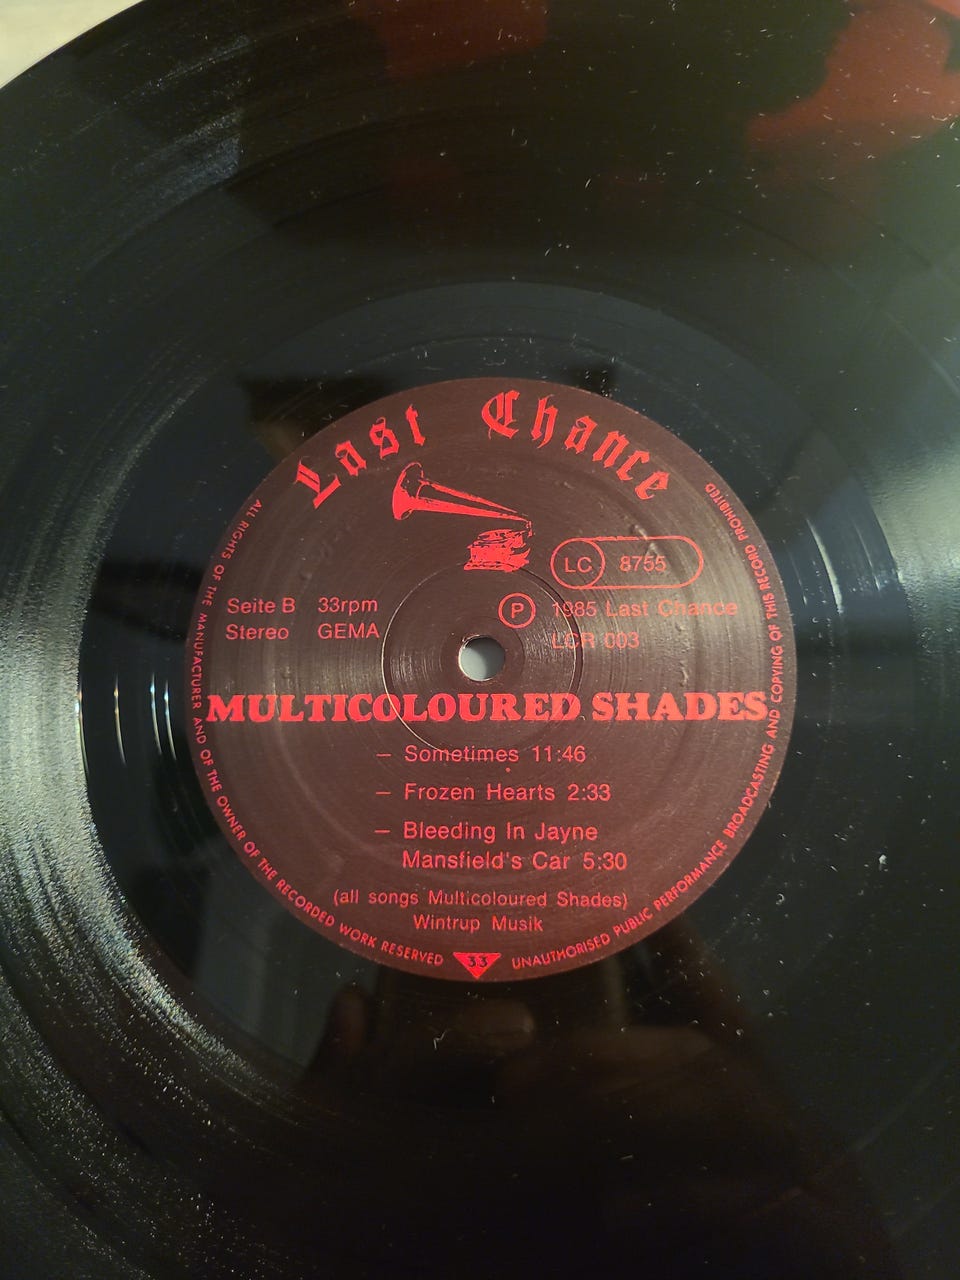 Last Chance
LC 8755
Seite B 33rpm
Stereo GEMA
P 1985 Last Chance
LCR 003
MULTICOLOURED SHADES
— Sometimes 11:46
— Frozen Hearts 2:33
— Bleeding In Jayne
Mansfield's Car 5:30
(all songs Multicoloured Shades)
Wintrup Musik
33
ALL RIGHTS OF THE MANUFACTURER AND OF THE OWNER OF THE RECORDED WORK RESERVED
UNAUTHORISED PUBLIC PERFORMANCE BROADCASTING AND COPYING OF THIS RECORD PROHIBITED